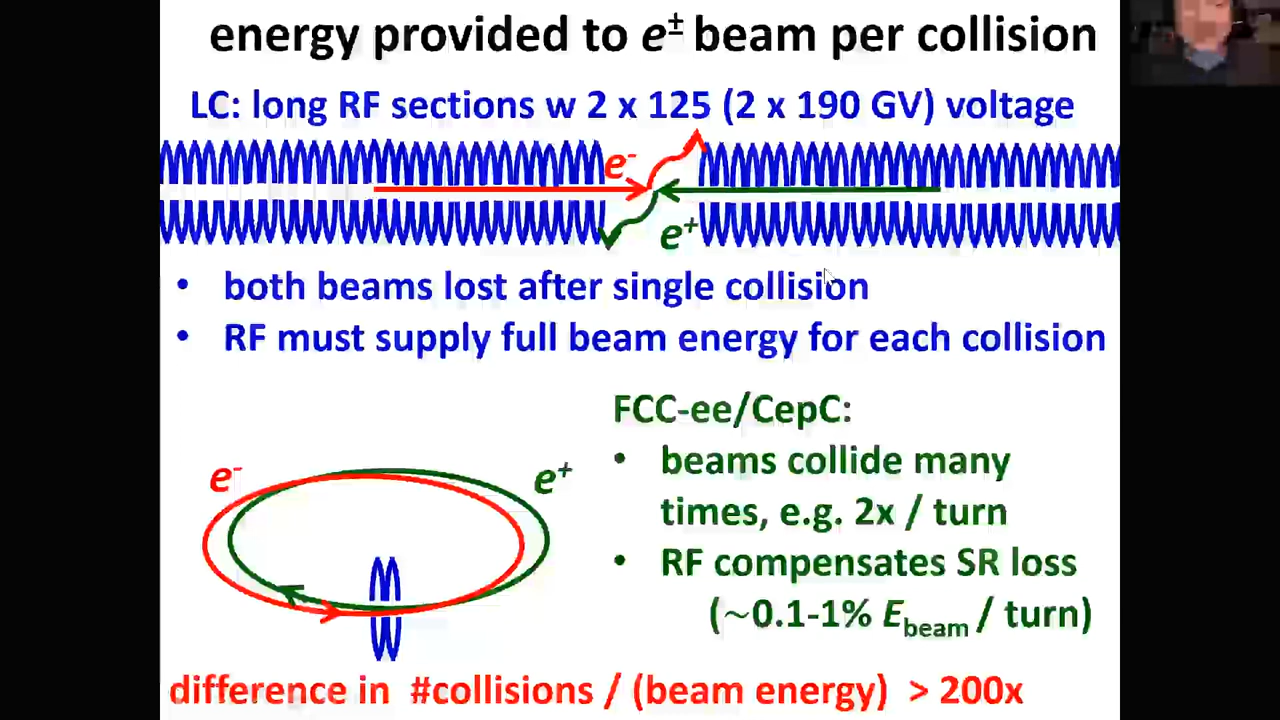 energy provided to e± beam per collision
LC: long RF sections w 2 x 125 (2 x 190 GV) voltage
e-
e+
• both beams lost after single collision
• RF must supply full beam energy for each collision
FCC-ee/CepC:
• beams collide many
times, e.g. 2x / turn
• RF compensates SR loss
(~0.1-1% Ebeam / turn)
e-
e+
difference in #collisions / (beam energy) > 200x